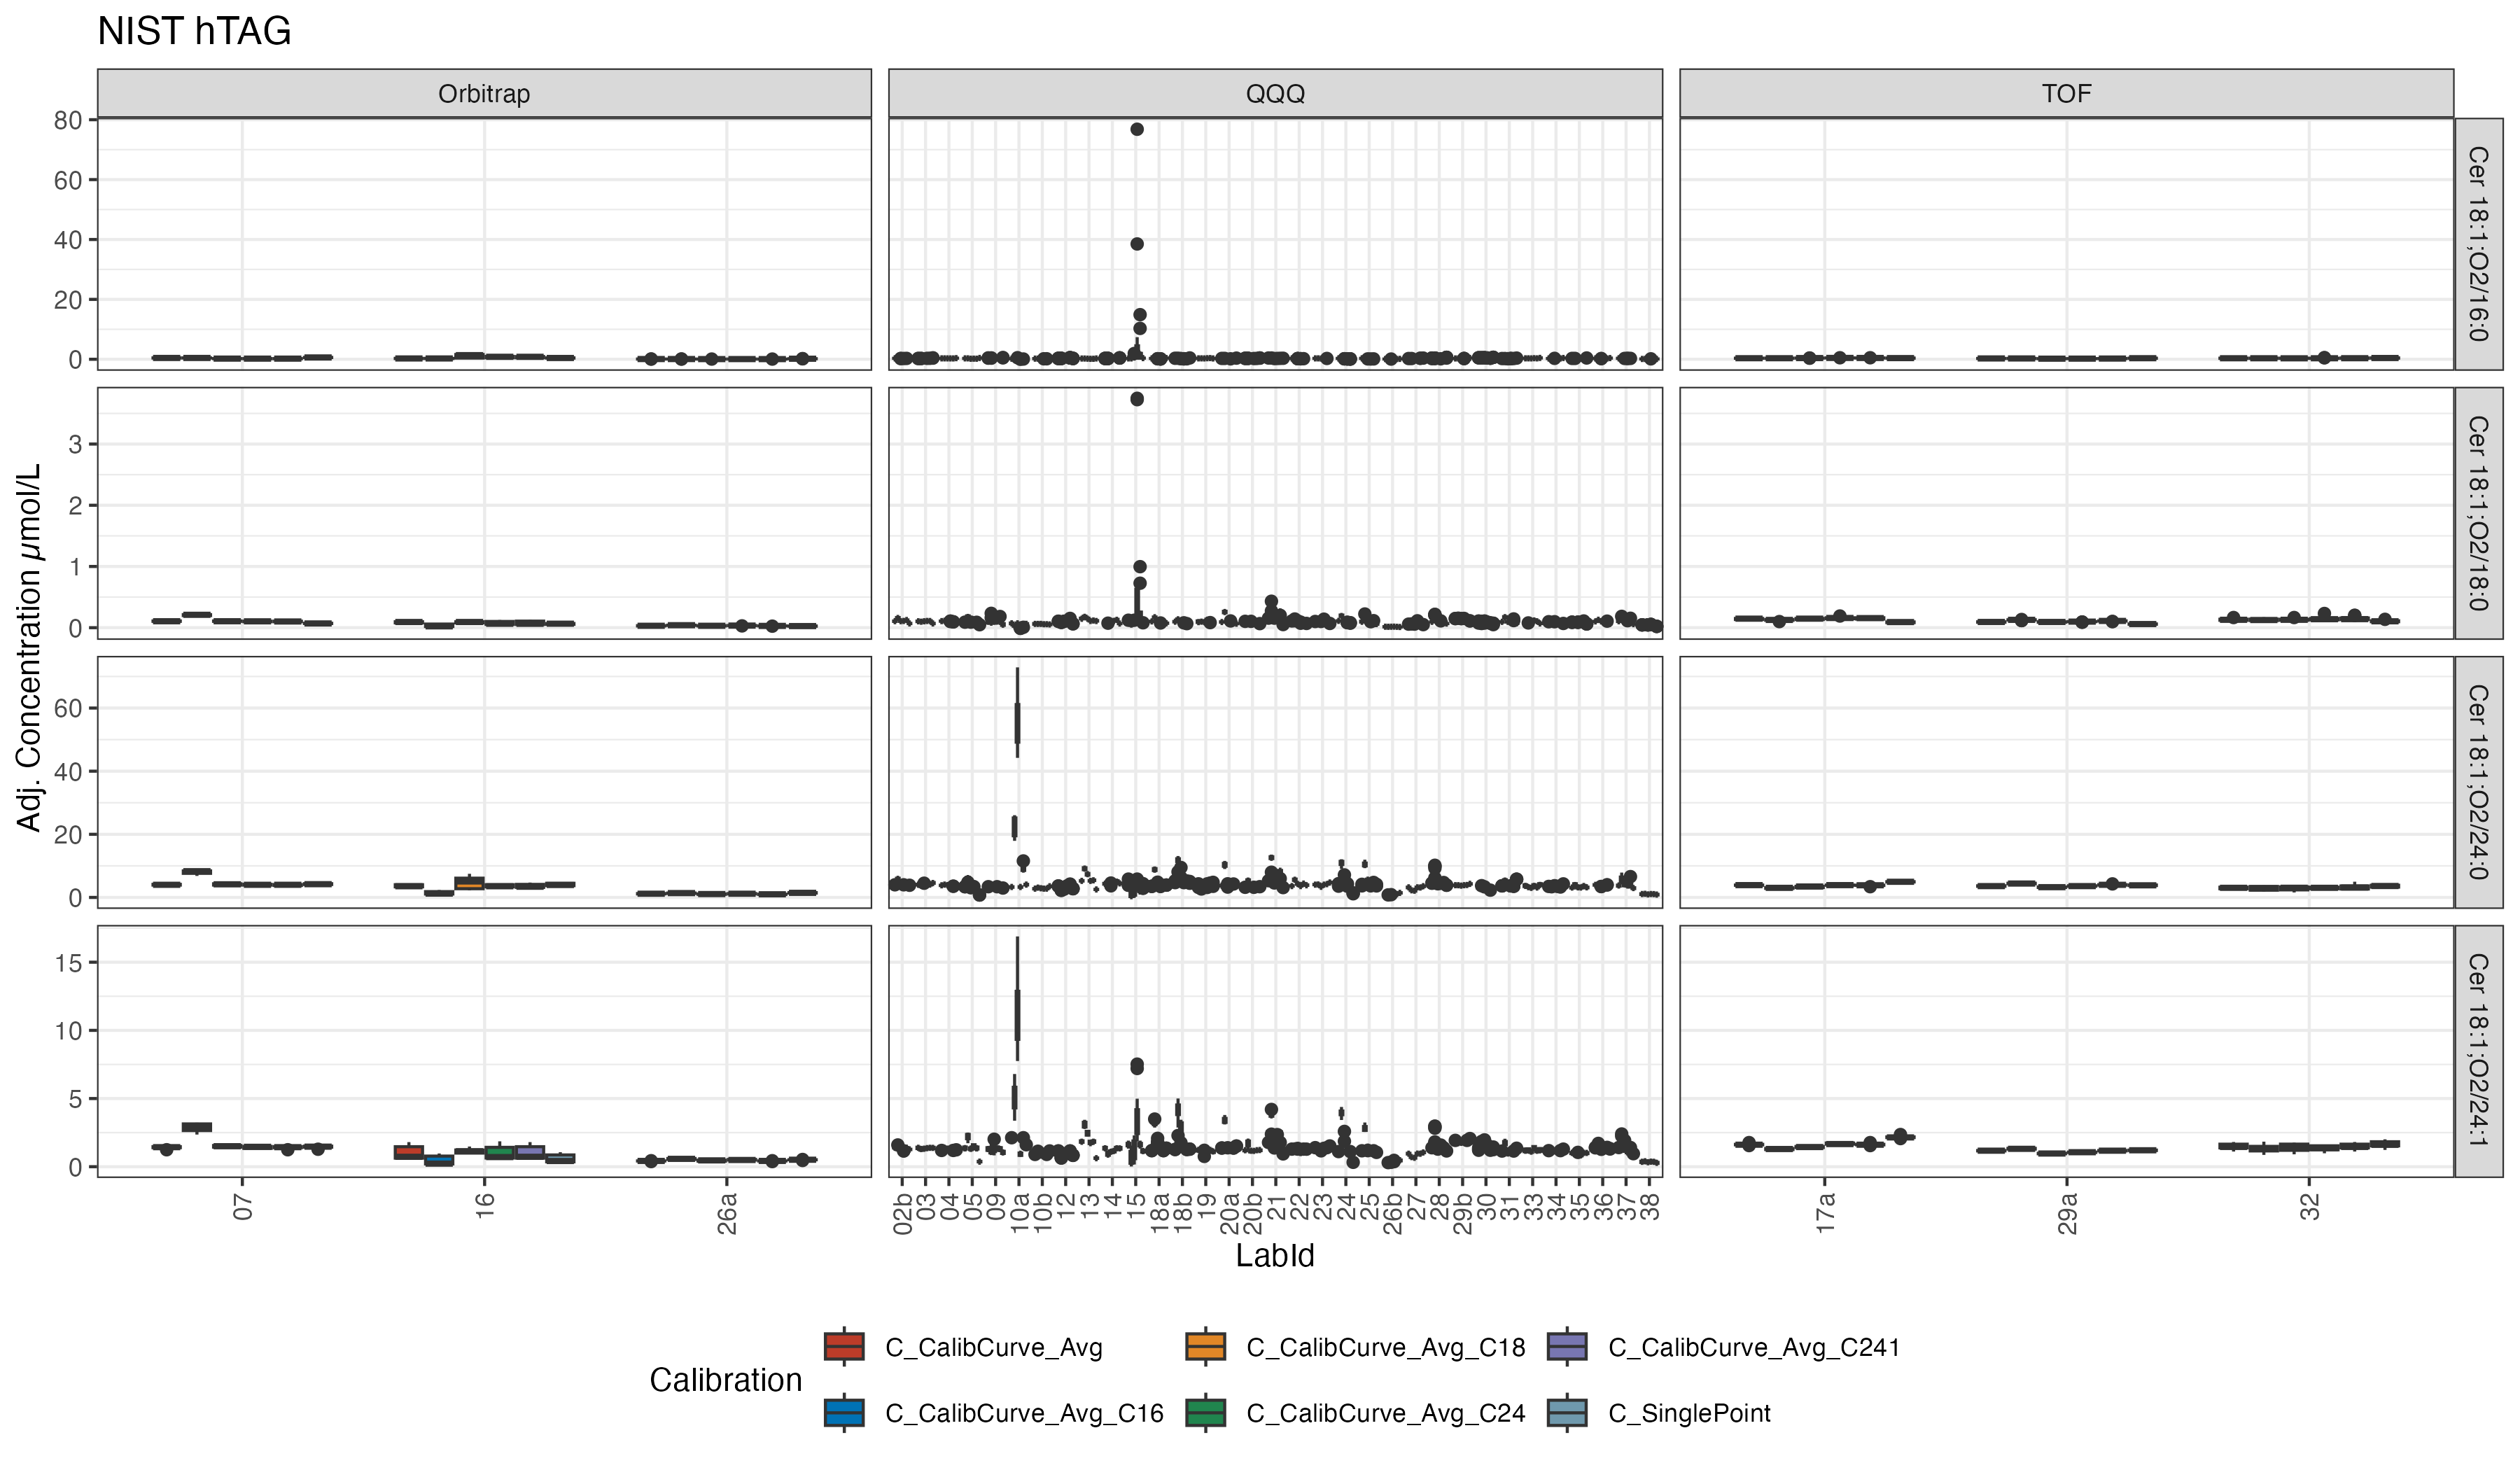 NIST hTAG
Orbitrap QQQ TOF
Adj. Concentration µmol/L
80
60
40
20
0
Cer 18:1;O2/16:0
3
2
1
0
Cer 18:1;O2/18:0
60
40
20
0
Cer 18:1;O2/24:0
15
10
5
0
Cer 18:1;O2/24:1
07 16 26a 02b 03 04 05 09 10a 10b 12 13 14 15 18a 18b 19 20a 20b 21 22 23 24 25 26b 27 28 29b 30 31 33 34 35 36 37 38 17a 29a 32
LabId
Calibration
C_CalibCurve_Avg C_CalibCurve_Avg_C18 C_CalibCurve_Avg_C241
C_CalibCurve_Avg_C16 C_CalibCurve_Avg_C24 C_SinglePoint